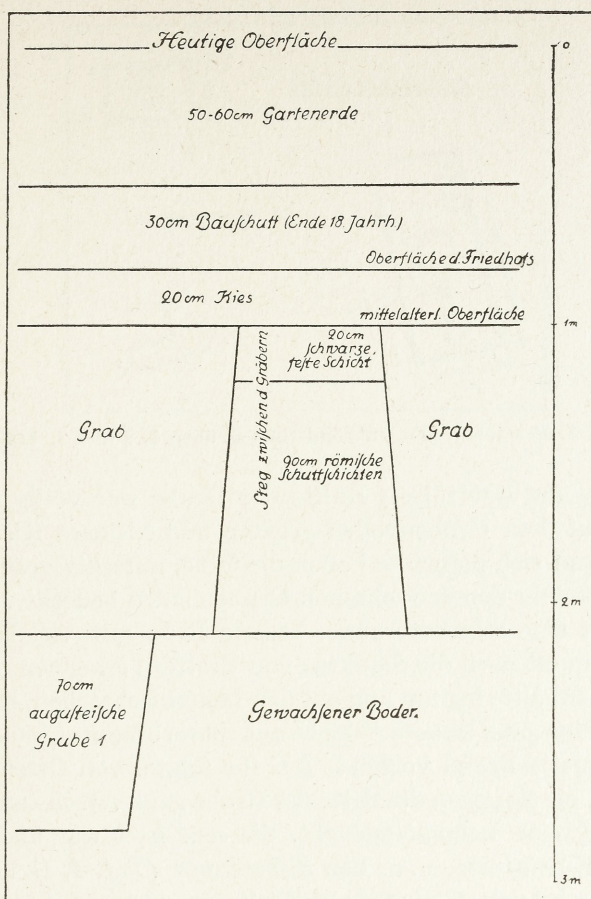 Heutige Oberfläche
0
50-60cm Gartenerde
30cm Bauſchutt (Ende 18. Jahrh.)
Oberfläche d. Friedhofs
20cm Kies
mittelalterl. Oberfläche
1m
Steg zwiſchen d Gräbern
20cm
ſchwarze,
feſte Schicht
Grab
Grab
90cm römiſche
Schuttſchichten
2m
70cm
auguſteiſche
Grube 1
Gewachſener Boden.
3m